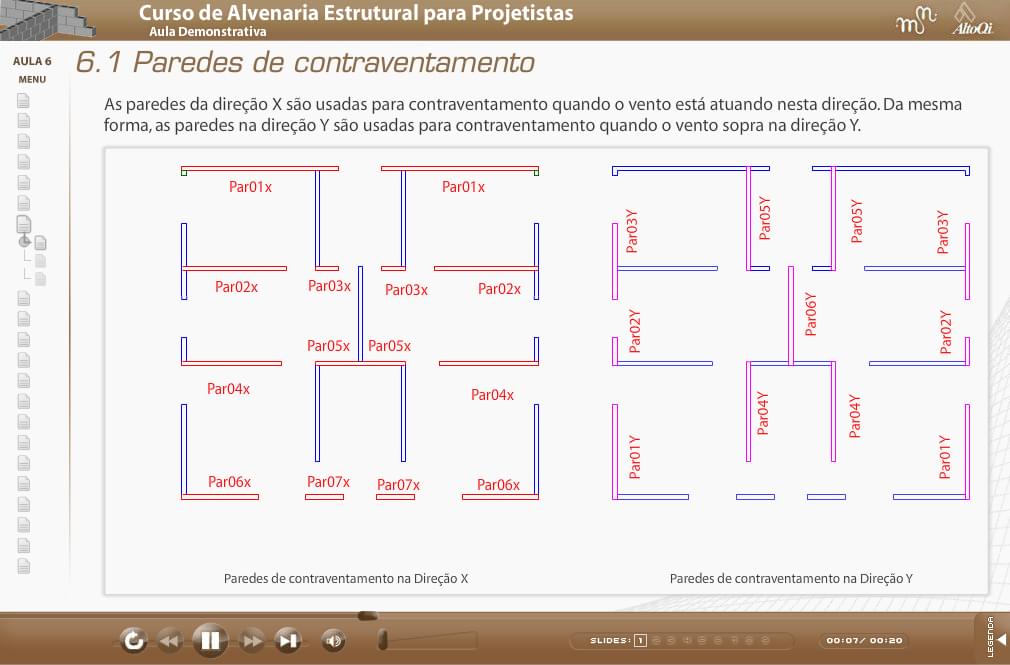 Curso de Alvenaria Estrutural para Projetistas
Aula Demonstrativa
AltoQi
AULA 6
MENU
6.1 Paredes de contraventamento
As paredes da direção X são usadas para contraventamento quando o vento está atuando nesta direção. Da mesma
forma, as paredes na direção Y são usadas para contraventamento quando o vento sopra na direção Y.
Par01x
Par01x
Par02x
Par03x
Par03x
Par02x
Par05x
Par05x
Par04x
Par04x
Par06x
Par07x
Par07x
Par06x
Paredes de contraventamento na Direção X
Par03Y
Par05Y
Par05Y
Par03Y
Par02Y
Par06Y
Par02Y
Par01Y
Par04Y
Par04Y
Par01Y
Paredes de contraventamento na Direção Y
SLIDES: 1
00:07/ 00:20
LEGENDA